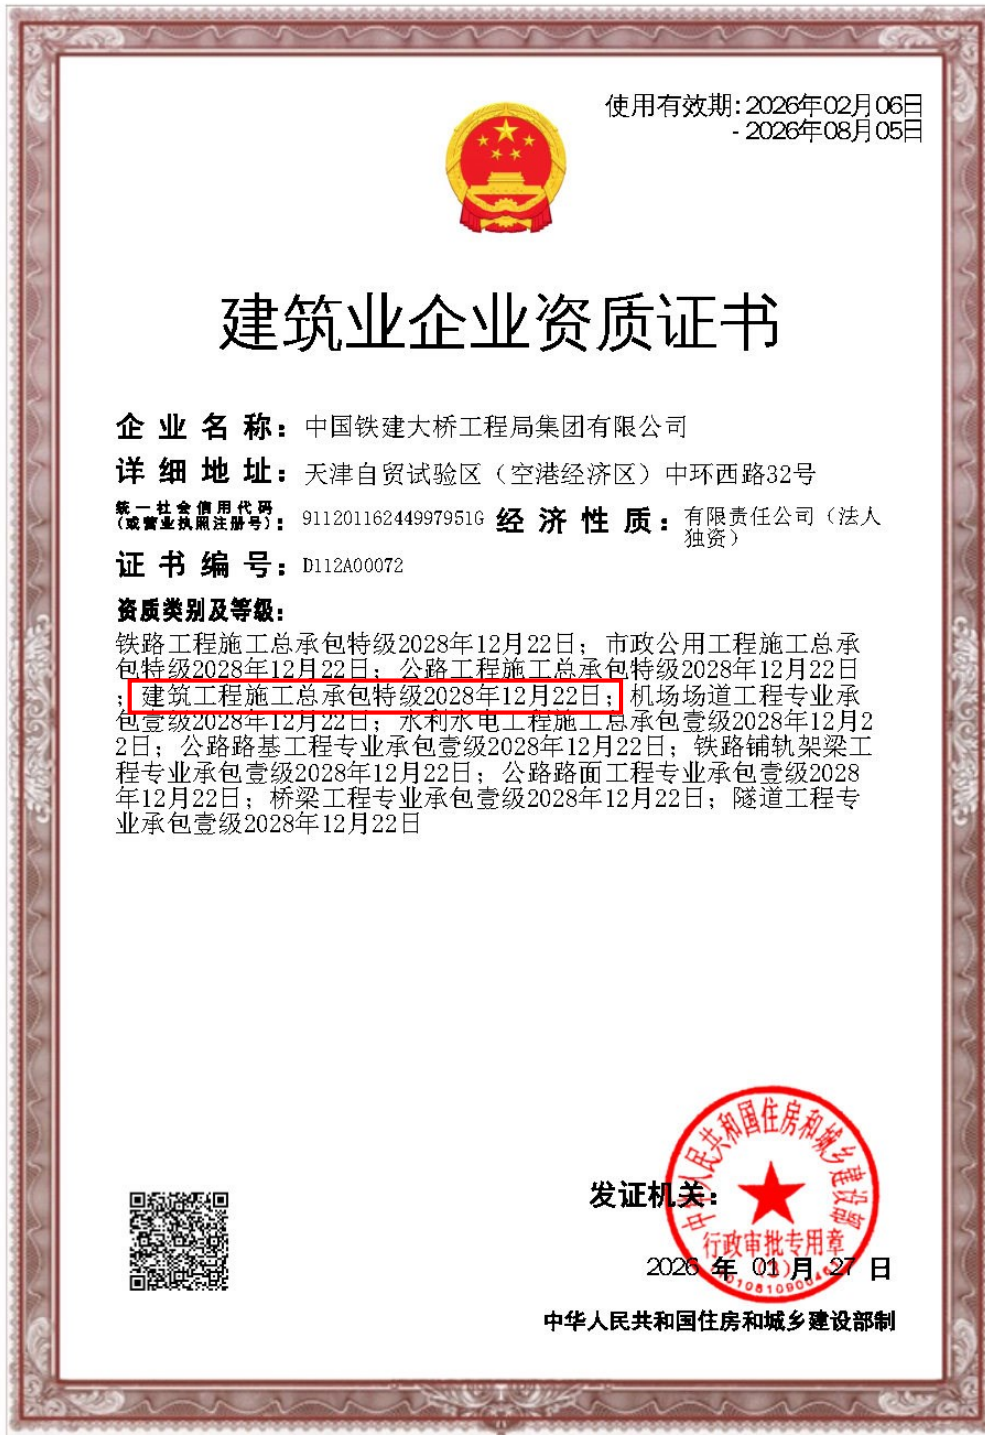 使用有效期:2026年02月06日
- 2026年08月05日
建筑业企业资质证书
企业名称：中国铁建大桥工程局集团有限公司
详细地址：天津自贸试验区（空港经济区）中环西路32号
统一社会信用代码
(或营业执照注册号)：91120116244997951G 经济性质：有限责任公司（法人
独资）
证书编号：D112A00072
资质类别及等级：
铁路工程施工总承包特级2028年12月22日；市政公用工程施工总承
包特级2028年12月22日；公路工程施工总承包特级2028年12月22日
；建筑工程施工总承包特级2028年12月22日；机场场道工程专业承
包壹级2028年12月22日；水利水电工程施工总承包壹级2028年12月2
2日；公路路基工程专业承包壹级2028年12月22日；铁路铺轨架梁工
程专业承包壹级2028年12月22日；公路路面工程专业承包壹级2028
年12月22日；桥梁工程专业承包壹级2028年12月22日；隧道工程专
业承包壹级2028年12月22日
中华人民共和国住房和城乡建设部
发证机关：
行政审批专用章
(3)
2026 年 01 月 27 日
中华人民共和国住房和城乡建设部制